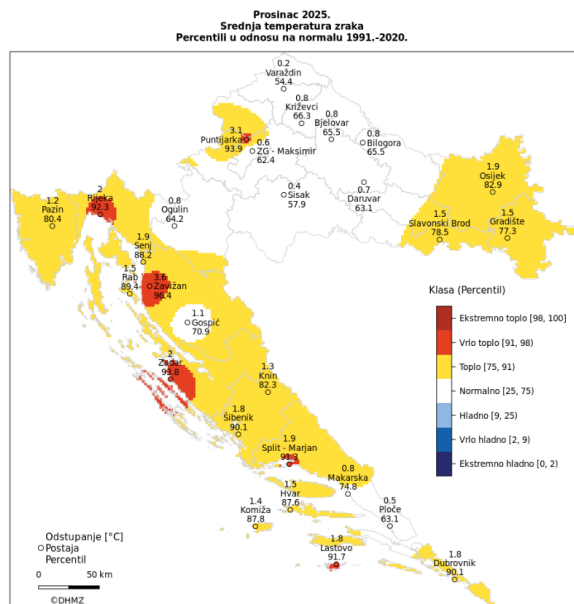 Prosinac 2025.
Srednja temperatura zraka
Percentili u odnosu na normalu 1991.-2020.
0.2
Varaždin
54.4
0.8
Križevci
66.3
0.8
Bjelovar
65.5
3.1
Puntijarka
93.9
0.6
ZG - Maksimir
62.4
0.8
Bilogora
65.5
1.2
Pazin
80.4
2
Rijeka
92.3
0.8
Ogulin
64.2
0.4
Sisak
57.9
0.7
Daruvar
63.1
1.9
Osijek
82.9
1.5
Slavonski Brod
78.5
1.5
Gradište
77.3
1.9
Senj
88.2
1.5
Rab
89.4
3.6
Zavižan
96.4
1.1
Gospić
70.9
Klasa (Percentil)
Ekstremno toplo [98, 100]
Vrlo toplo [91, 98)
Toplo [75, 91)
Normalno [25, 75)
Hladno [9, 25)
Vrlo hladno [2, 9)
Ekstremno hladno [0, 2)
2
Zadar
93.8
1.3
Knin
82.3
1.8
Šibenik
90.1
1.9
Split - Marjan
91.3
0.8
Makarska
74.8
1.5
Hvar
87.6
1.4
Komiža
87.8
0.5
Ploče
63.1
1.8
Lastovo
91.7
1.8
Dubrovnik
90.1
Odstupanje [°C]
Postaja
Percentil
0 50 km
©DHMZ